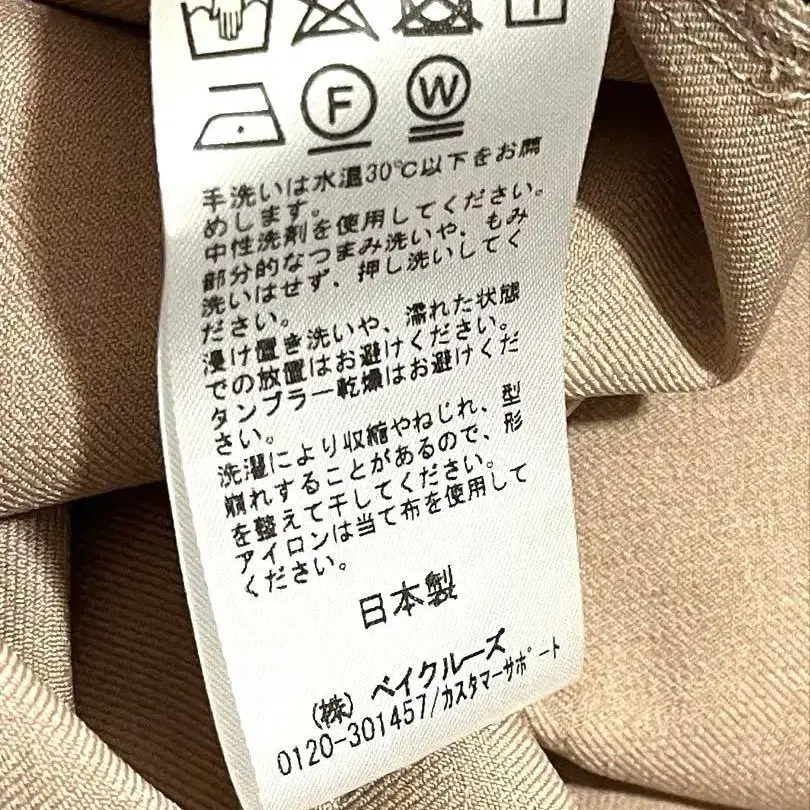 F W
手洗いは水温30℃以下をお薦
めします。
中性洗剤を使用してください。
部分的なつまみ洗いや、もみ
洗いはせず、押し洗いしてく
ださい。
浸け置き洗いや、濡れた状態
での放置はお避けください。
タンブラー乾燥はお避けくだ
さい。
洗濯により収縮やねじれ、型
崩れすることがあるので、形
を整えて干してください。
アイロンは当て布を使用して
ください。
日本製
(株) ベイクルーズ
0120-301457/カスタマーサポート